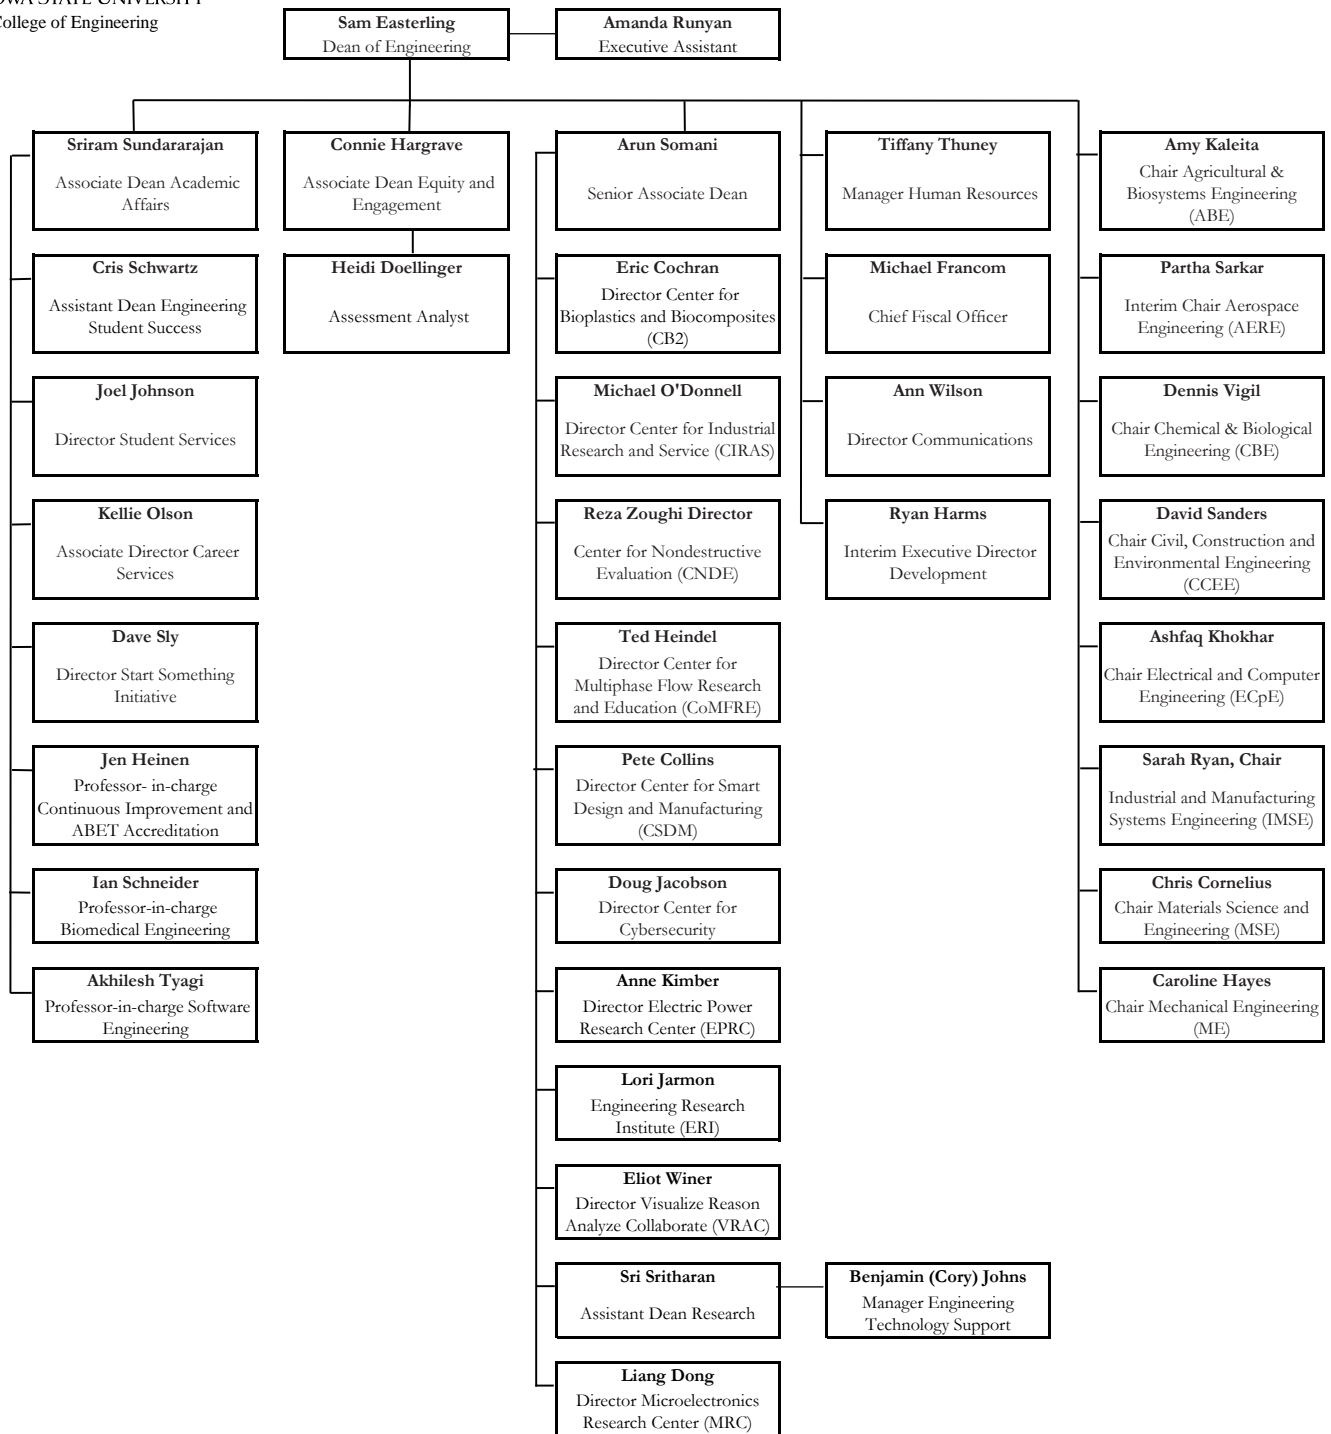 College of Engineering
Sam Easterling
Dean of Engineering
Amanda Runyan
Executive Assistant
Sriram Sundararajan
Associate Dean Academic
Affairs
Cris Schwartz
Assistant Dean Engineering
Student Success
Joel Johnson
Director Student Services
Kellie Olson
Associate Director Career
Services
Dave Sly
Director Start Something
Initiative
Jen Heinen
Professor- in-charge
Continuous Improvement and
ABET Accreditation
Ian Schneider
Professor-in-charge
Biomedical Engineering
Akhilesh Tyagi
Professor-in-charge Software
Engineering
Connie Hargrave
Associate Dean Equity and
Engagement
Heidi Doellinger
Assessment Analyst
Arun Somani
Senior Associate Dean
Eric Cochran
Director Center for
Bioplastics and Biocomposites
(CB2)
Michael O'Donnell
Director Center for Industrial
Research and Service (CIRAS)
Reza Zoughi Director
Center for Nondestructive
Evaluation (CNDE)
Ted Heindel
Director Center for
Multiphase Flow Research
and Education (CoMFRE)
Pete Collins
Director Center for Smart
Design and Manufacturing
(CSDM)
Doug Jacobson
Director Center for
Cybersecurity
Anne Kimber
Director Electric Power
Research Center (EPRC)
Lori Jarmon
Engineering Research
Institute (ERI)
Eliot Winer
Director Visualize Reason
Analyze Collaborate (VRAC)
Sri Sritharan
Assistant Dean Research
Benjamin (Cory) Johns
Manager Engineering
Technology Support
Liang Dong
Director Microelectronics
Research Center (MRC)
Tiffany Thuney
Manager Human Resources
Michael Francom
Chief Fiscal Officer
Ann Wilson
Director Communications
Ryan Harms
Interim Executive Director
Development
Amy Kaleita
Chair Agricultural &
Biosystems Engineering
(ABE)
Partha Sarkar
Interim Chair Aerospace
Engineering (AERE)
Dennis Vigil
Chair Chemical & Biological
Engineering (CBE)
David Sanders
Chair Civil, Construction and
Environmental Engineering
(CCEE)
Ashfaq Khokhar
Chair Electrical and Computer
Engineering (ECpE)
Sarah Ryan, Chair
Industrial and Manufacturing
Systems Engineering (IMSE)
Chris Cornelius
Chair Materials Science and
Engineering (MSE)
Caroline Hayes
Chair Mechanical Engineering
(ME)